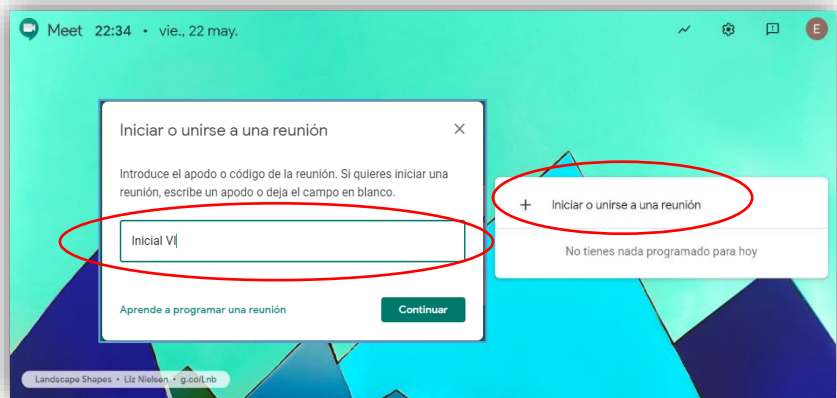 Meet 22:34 • vie., 22 may.
E
Iniciar o unirse a una reunión
Introduce el apodo o código de la reunión. Si quieres iniciar una
reunión, escribe un apodo o deja el campo en blanco.
Inicial VI
Aprende a programar una reunión
Continuar
+ Iniciar o unirse a una reunión
No tienes nada programado para hoy
Landscape Shapes • Liz Nielsen • g.co/Lnb